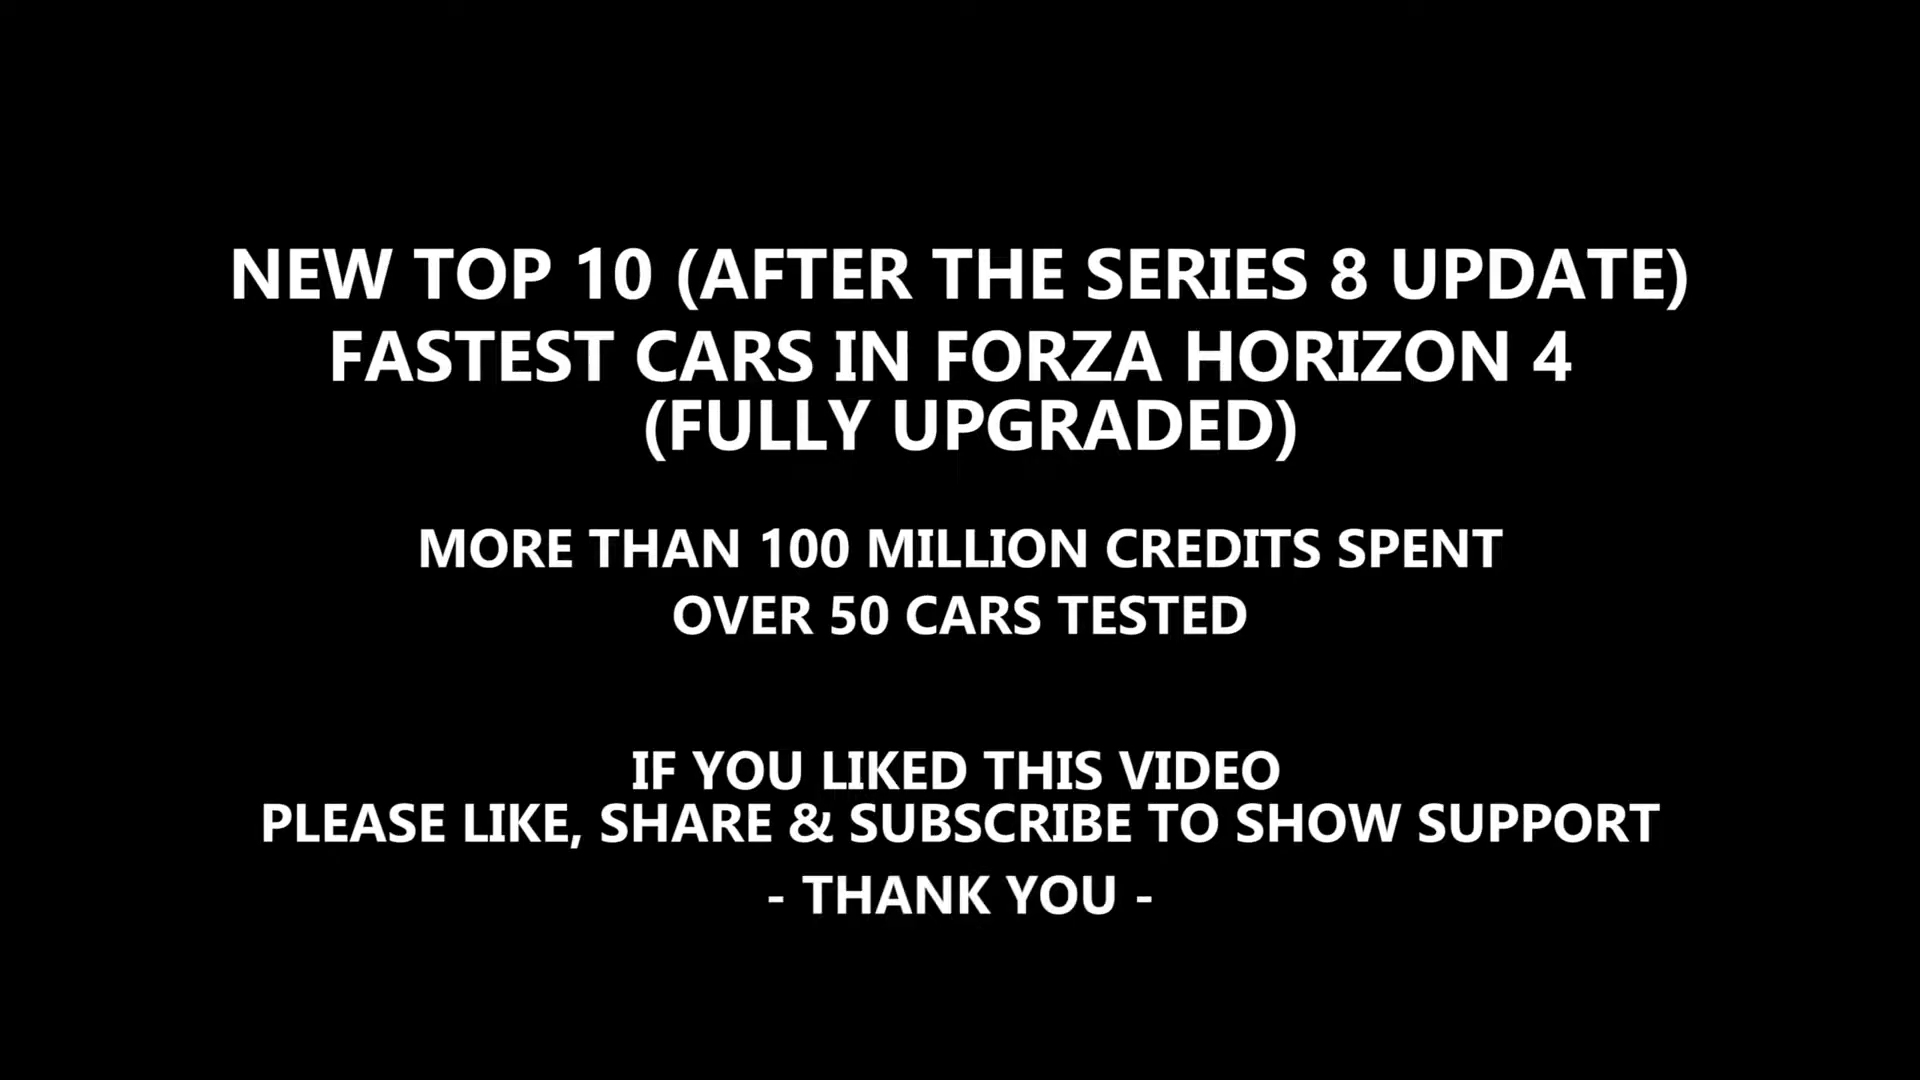 NEW TOP 10 (AFTER THE SERIES 8 UPDATE)
FASTEST CARS IN FORZA HORIZON 4
(FULLY UPGRADED)
MORE THAN 100 MILLION CREDITS SPENT
OVER 50 CARS TESTED
IF YOU LIKED THIS VIDEO
PLEASE LIKE, SHARE & SUBSCRIBE TO SHOW SUPPORT
- THANK YOU -